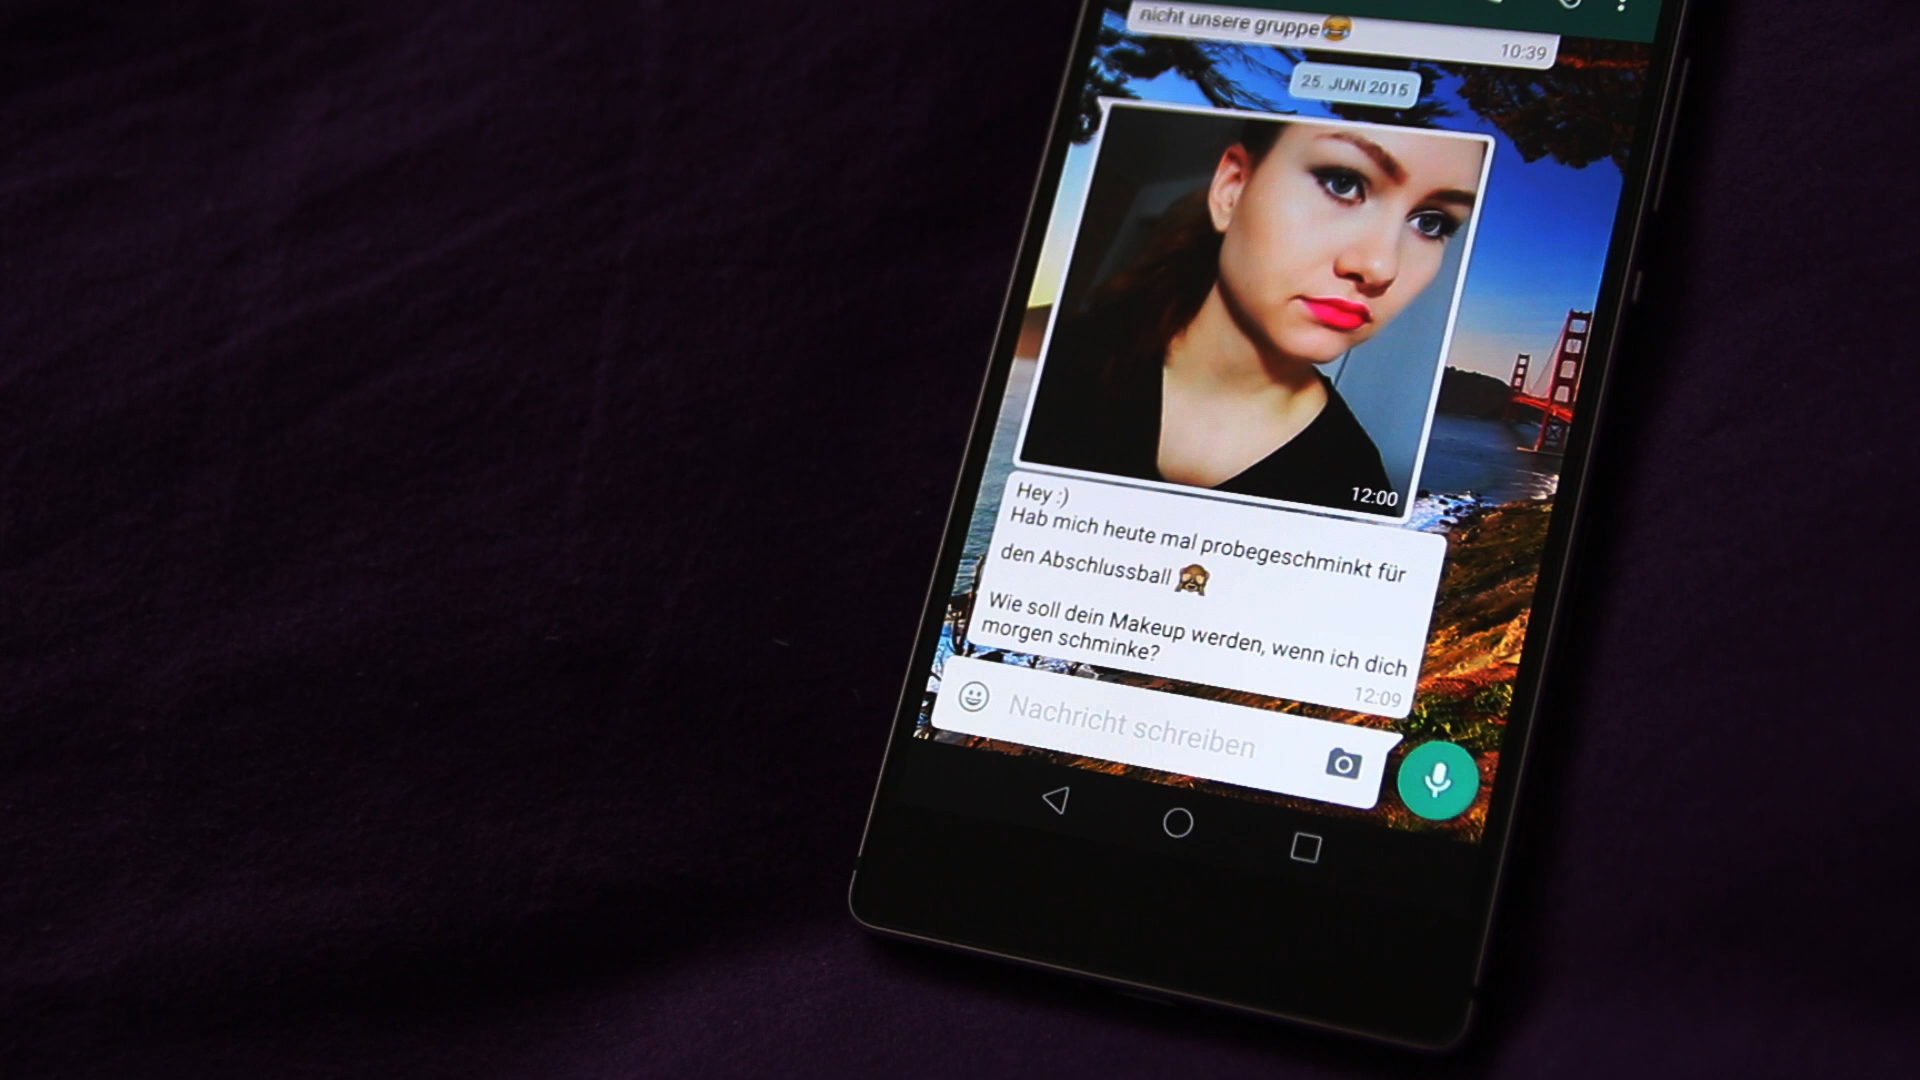 nicht unsere gruppe😂
10:39
25. JUNI 2015
12:00
Hey :)
Hab mich heute mal probegeschminkt für
den Abschlussball 🙈
Wie soll dein Makeup werden, wenn ich dich
morgen schminke?
12:09
Nachricht schreiben